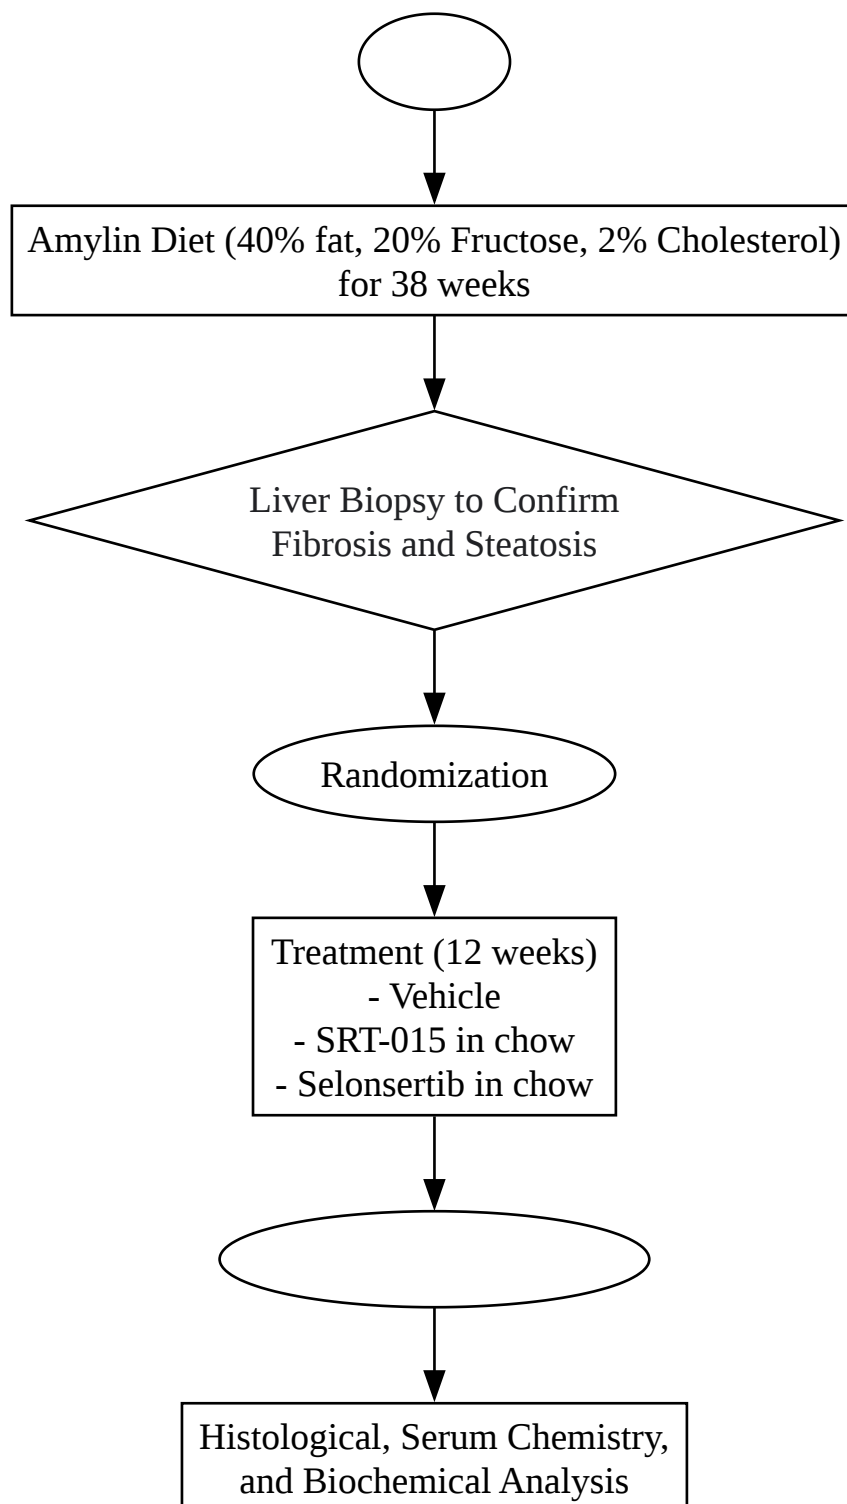 Amylin Diet (40% fat, 20% Fructose, 2% Cholesterol)
for 38 weeks
Liver Biopsy to Confirm
Fibrosis and Steatosis
Randomization
Treatment (12 weeks)
- Vehicle
- SRT-015 in chow
- Selonsertib in chow
Histological, Serum Chemistry,
and Biochemical Analysis